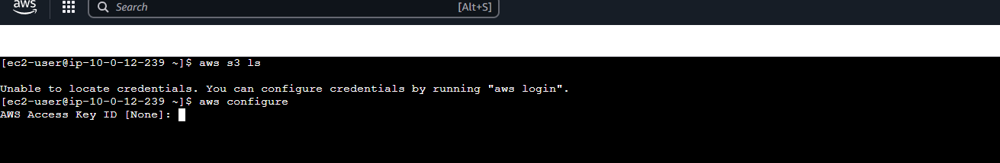 aws
Search [Alt+S]
[ec2-user@ip-10-0-12-239 ~]$ aws s3 ls
Unable to locate credentials. You can configure credentials by running "aws login".
[ec2-user@ip-10-0-12-239 ~]$ aws configure
AWS Access Key ID [None]: